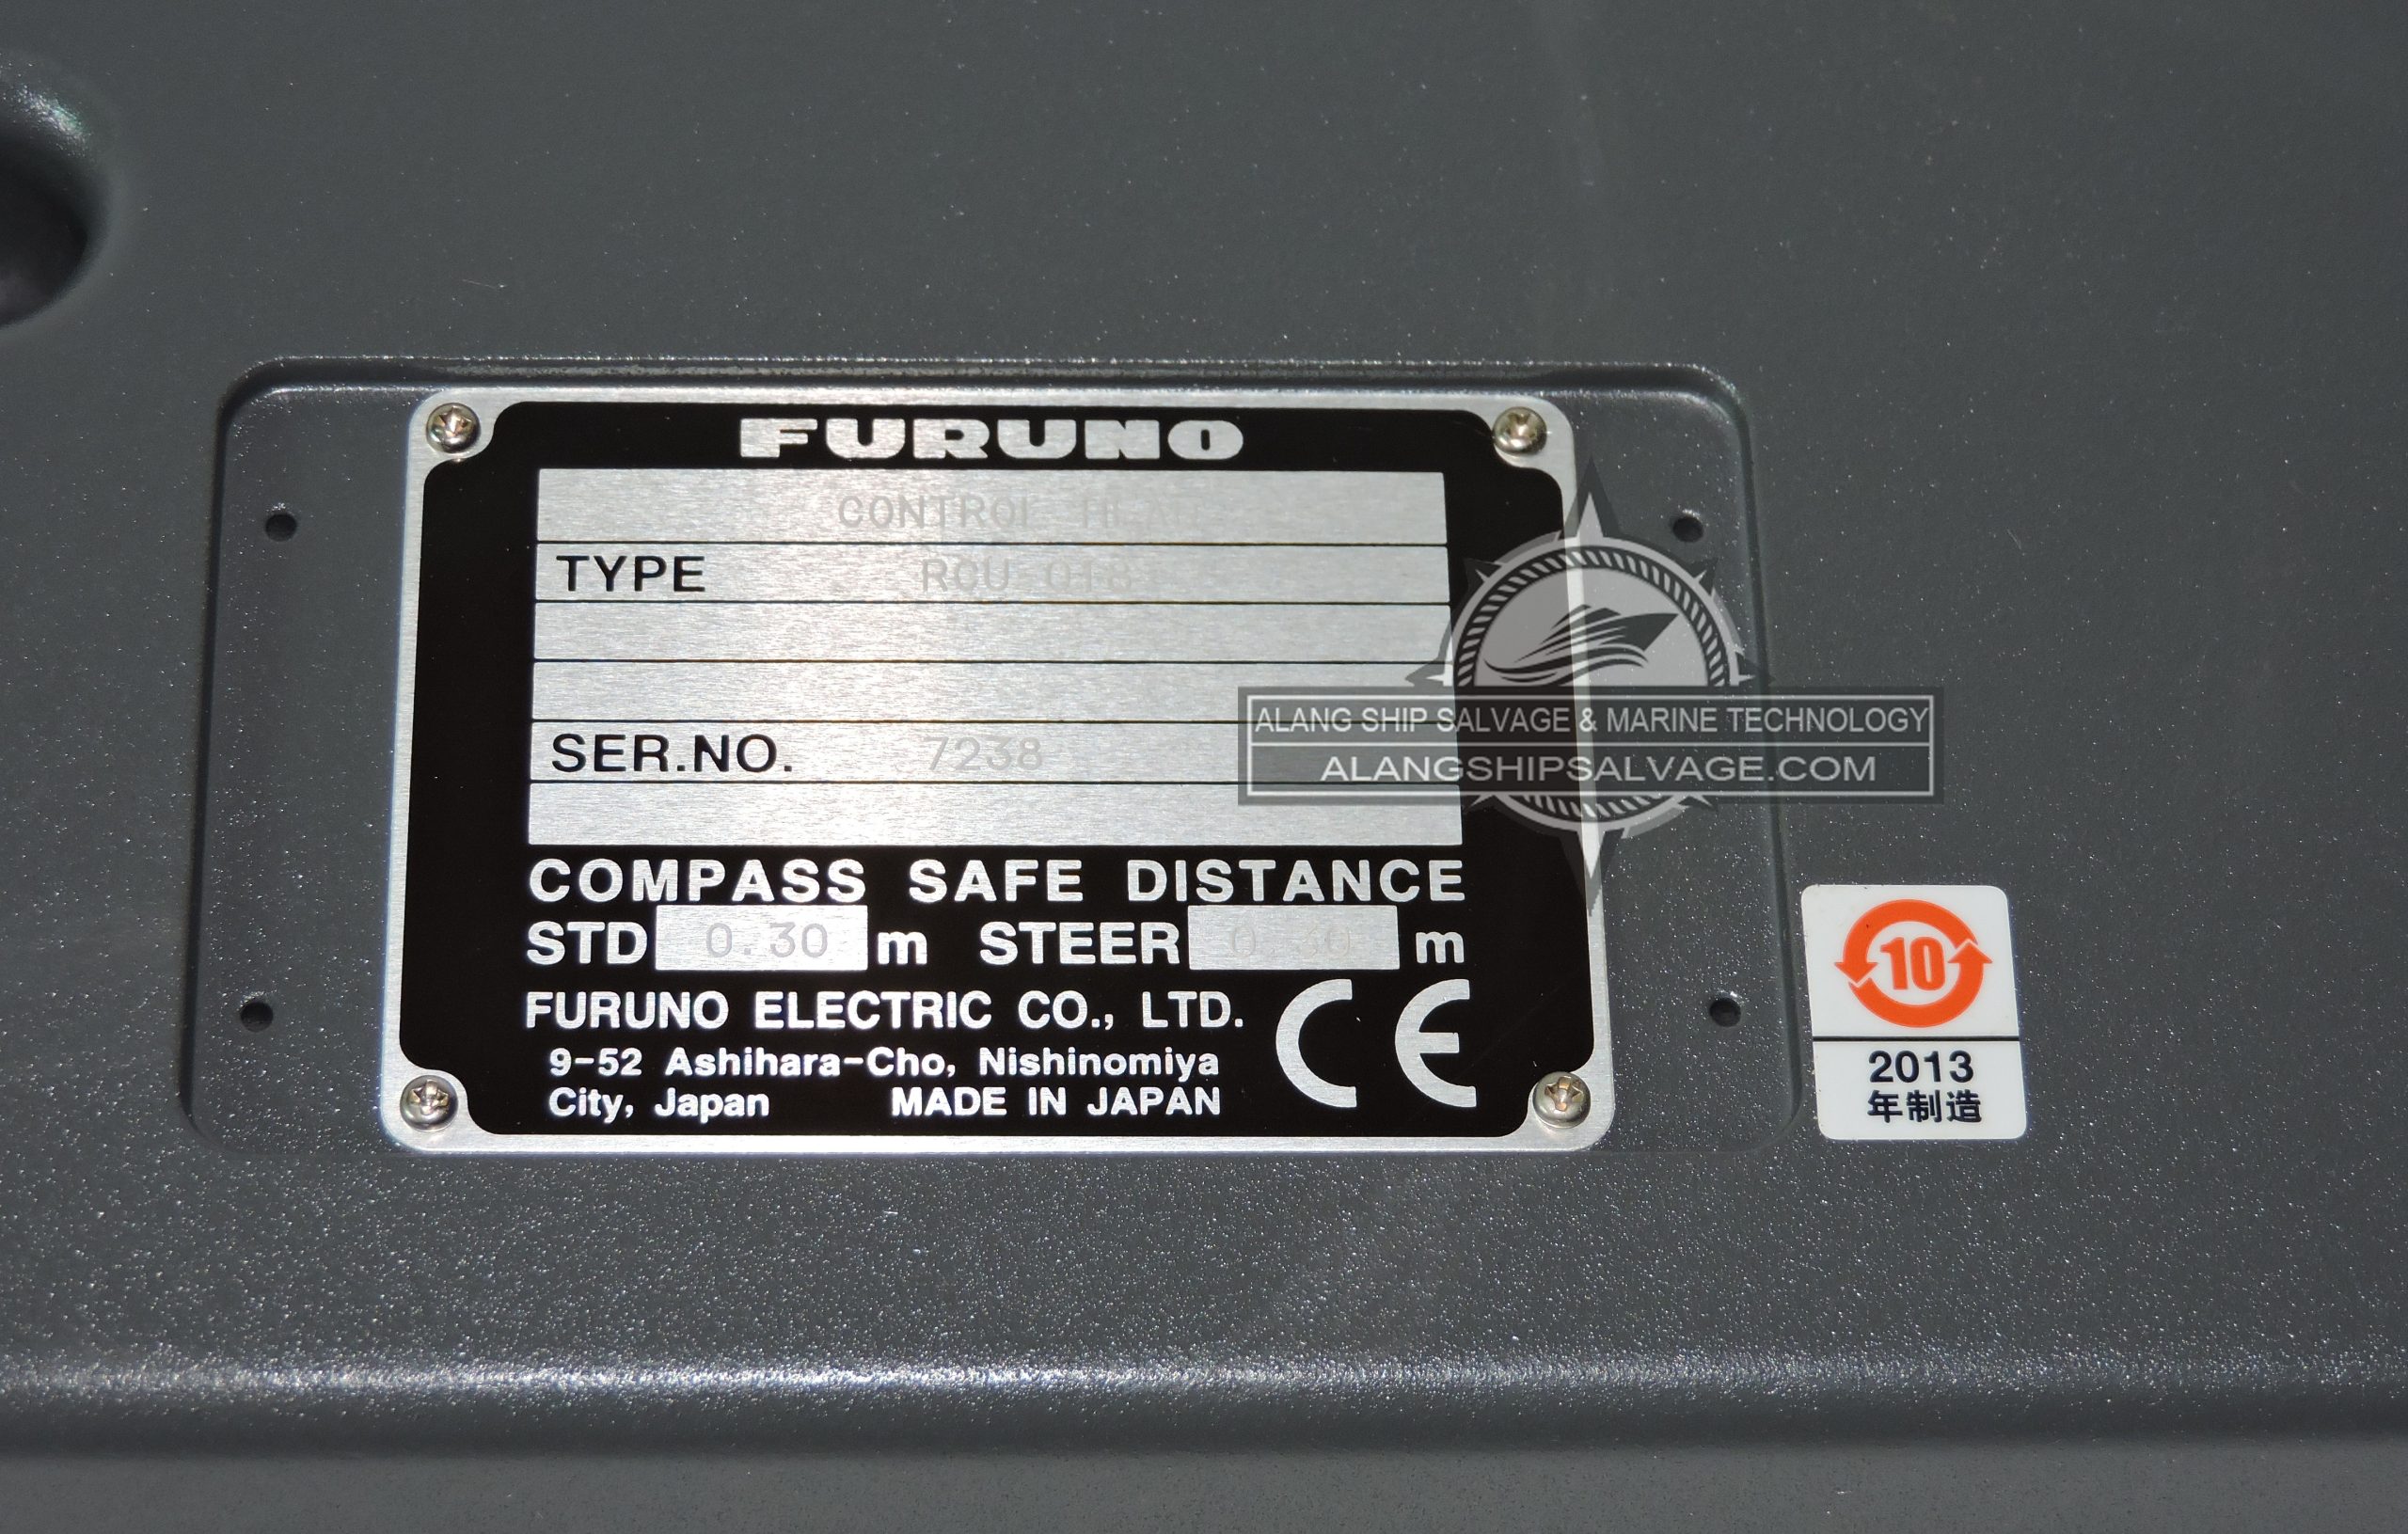 FURUNO
CONTROL HEAD
TYPE
SER.NO. 7238
COMPASS SAFE DISTANCE
STD 0.30 m STEER m
FURUNO ELECTRIC CO., LTD.
9-52 Ashihara-Cho, Nishinomiya
City, Japan MADE IN JAPAN
CE
ALANG SHIP SALVAGE & MARINE TECHNOLOGY
ALANGSHIPSALVAGE.COM
10
2013
年制造